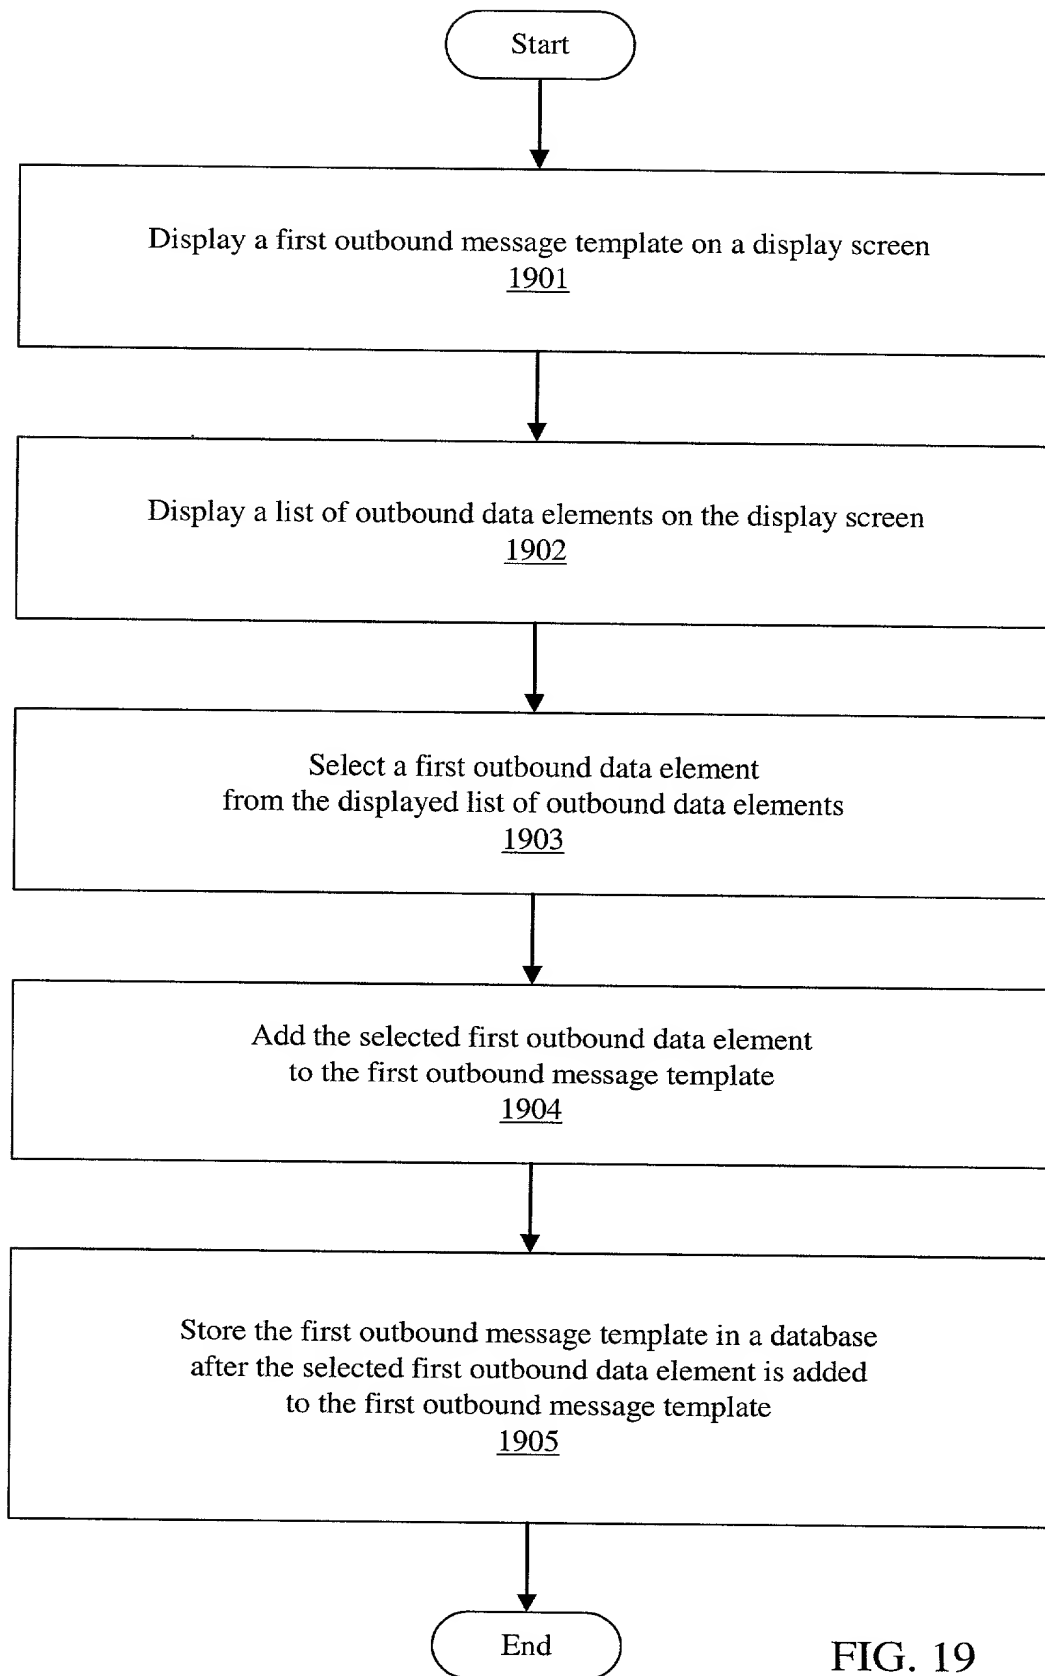 Start
Display a first outbound message template on a display screen
1901
Display a list of outbound data elements on the display screen
1902
Select a first outbound data element
from the displayed list of outbound data elements
1903
Add the selected first outbound data element
to the first outbound message template
1904
Store the first outbound message template in a database
after the selected first outbound data element is added
to the first outbound message template
1905
End
FIG. 19